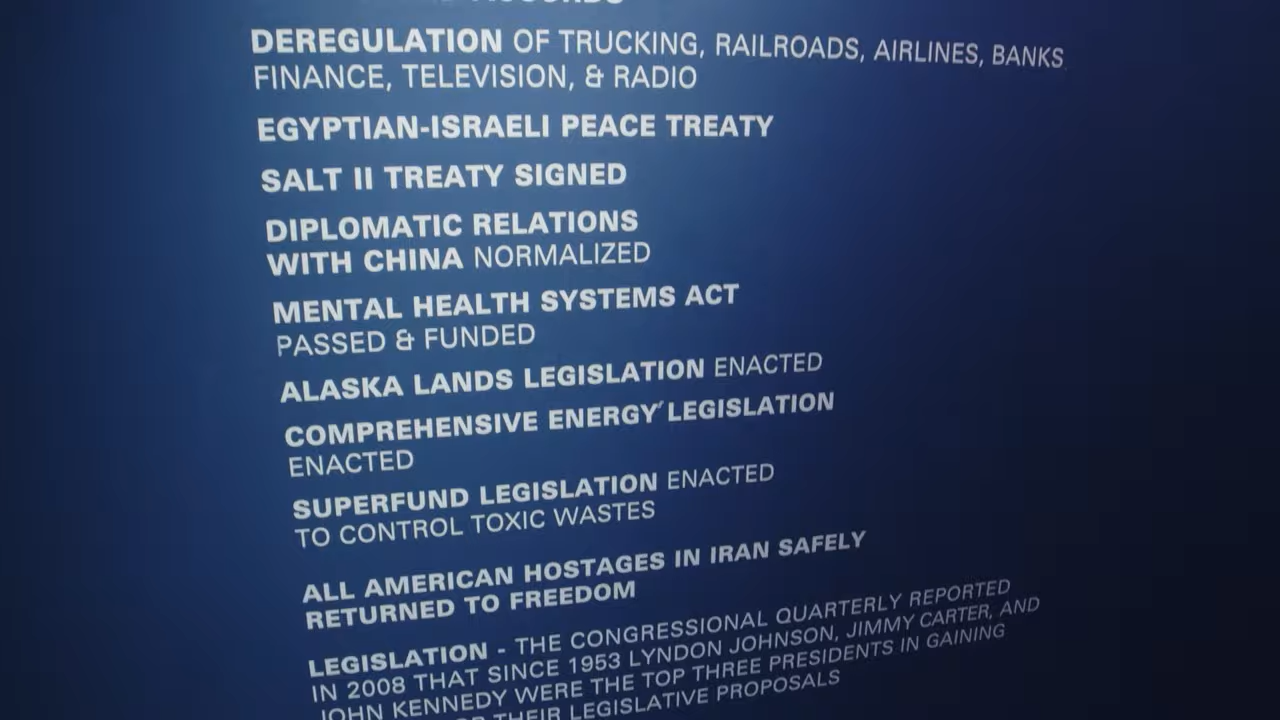 DEREGULATION OF TRUCKING, RAILROADS, AIRLINES, BANKS
FINANCE, TELEVISION, & RADIO
EGYPTIAN-ISRAELI PEACE TREATY
SALT II TREATY SIGNED
DIPLOMATIC RELATIONS
WITH CHINA NORMALIZED
MENTAL HEALTH SYSTEMS ACT
PASSED & FUNDED
ALASKA LANDS LEGISLATION ENACTED
COMPREHENSIVE ENERGY LEGISLATION
ENACTED
SUPERFUND LEGISLATION ENACTED
TO CONTROL TOXIC WASTES
ALL AMERICAN HOSTAGES IN IRAN SAFELY
RETURNED TO FREEDOM
LEGISLATION - THE CONGRESSIONAL QUARTERLY REPORTED
IN 2008 THAT SINCE 1953 LYNDON JOHNSON, JIMMY CARTER, AND
JOHN KENNEDY WERE THE TOP THREE PRESIDENTS IN GAINING
THEIR LEGISLATIVE PROPOSALS